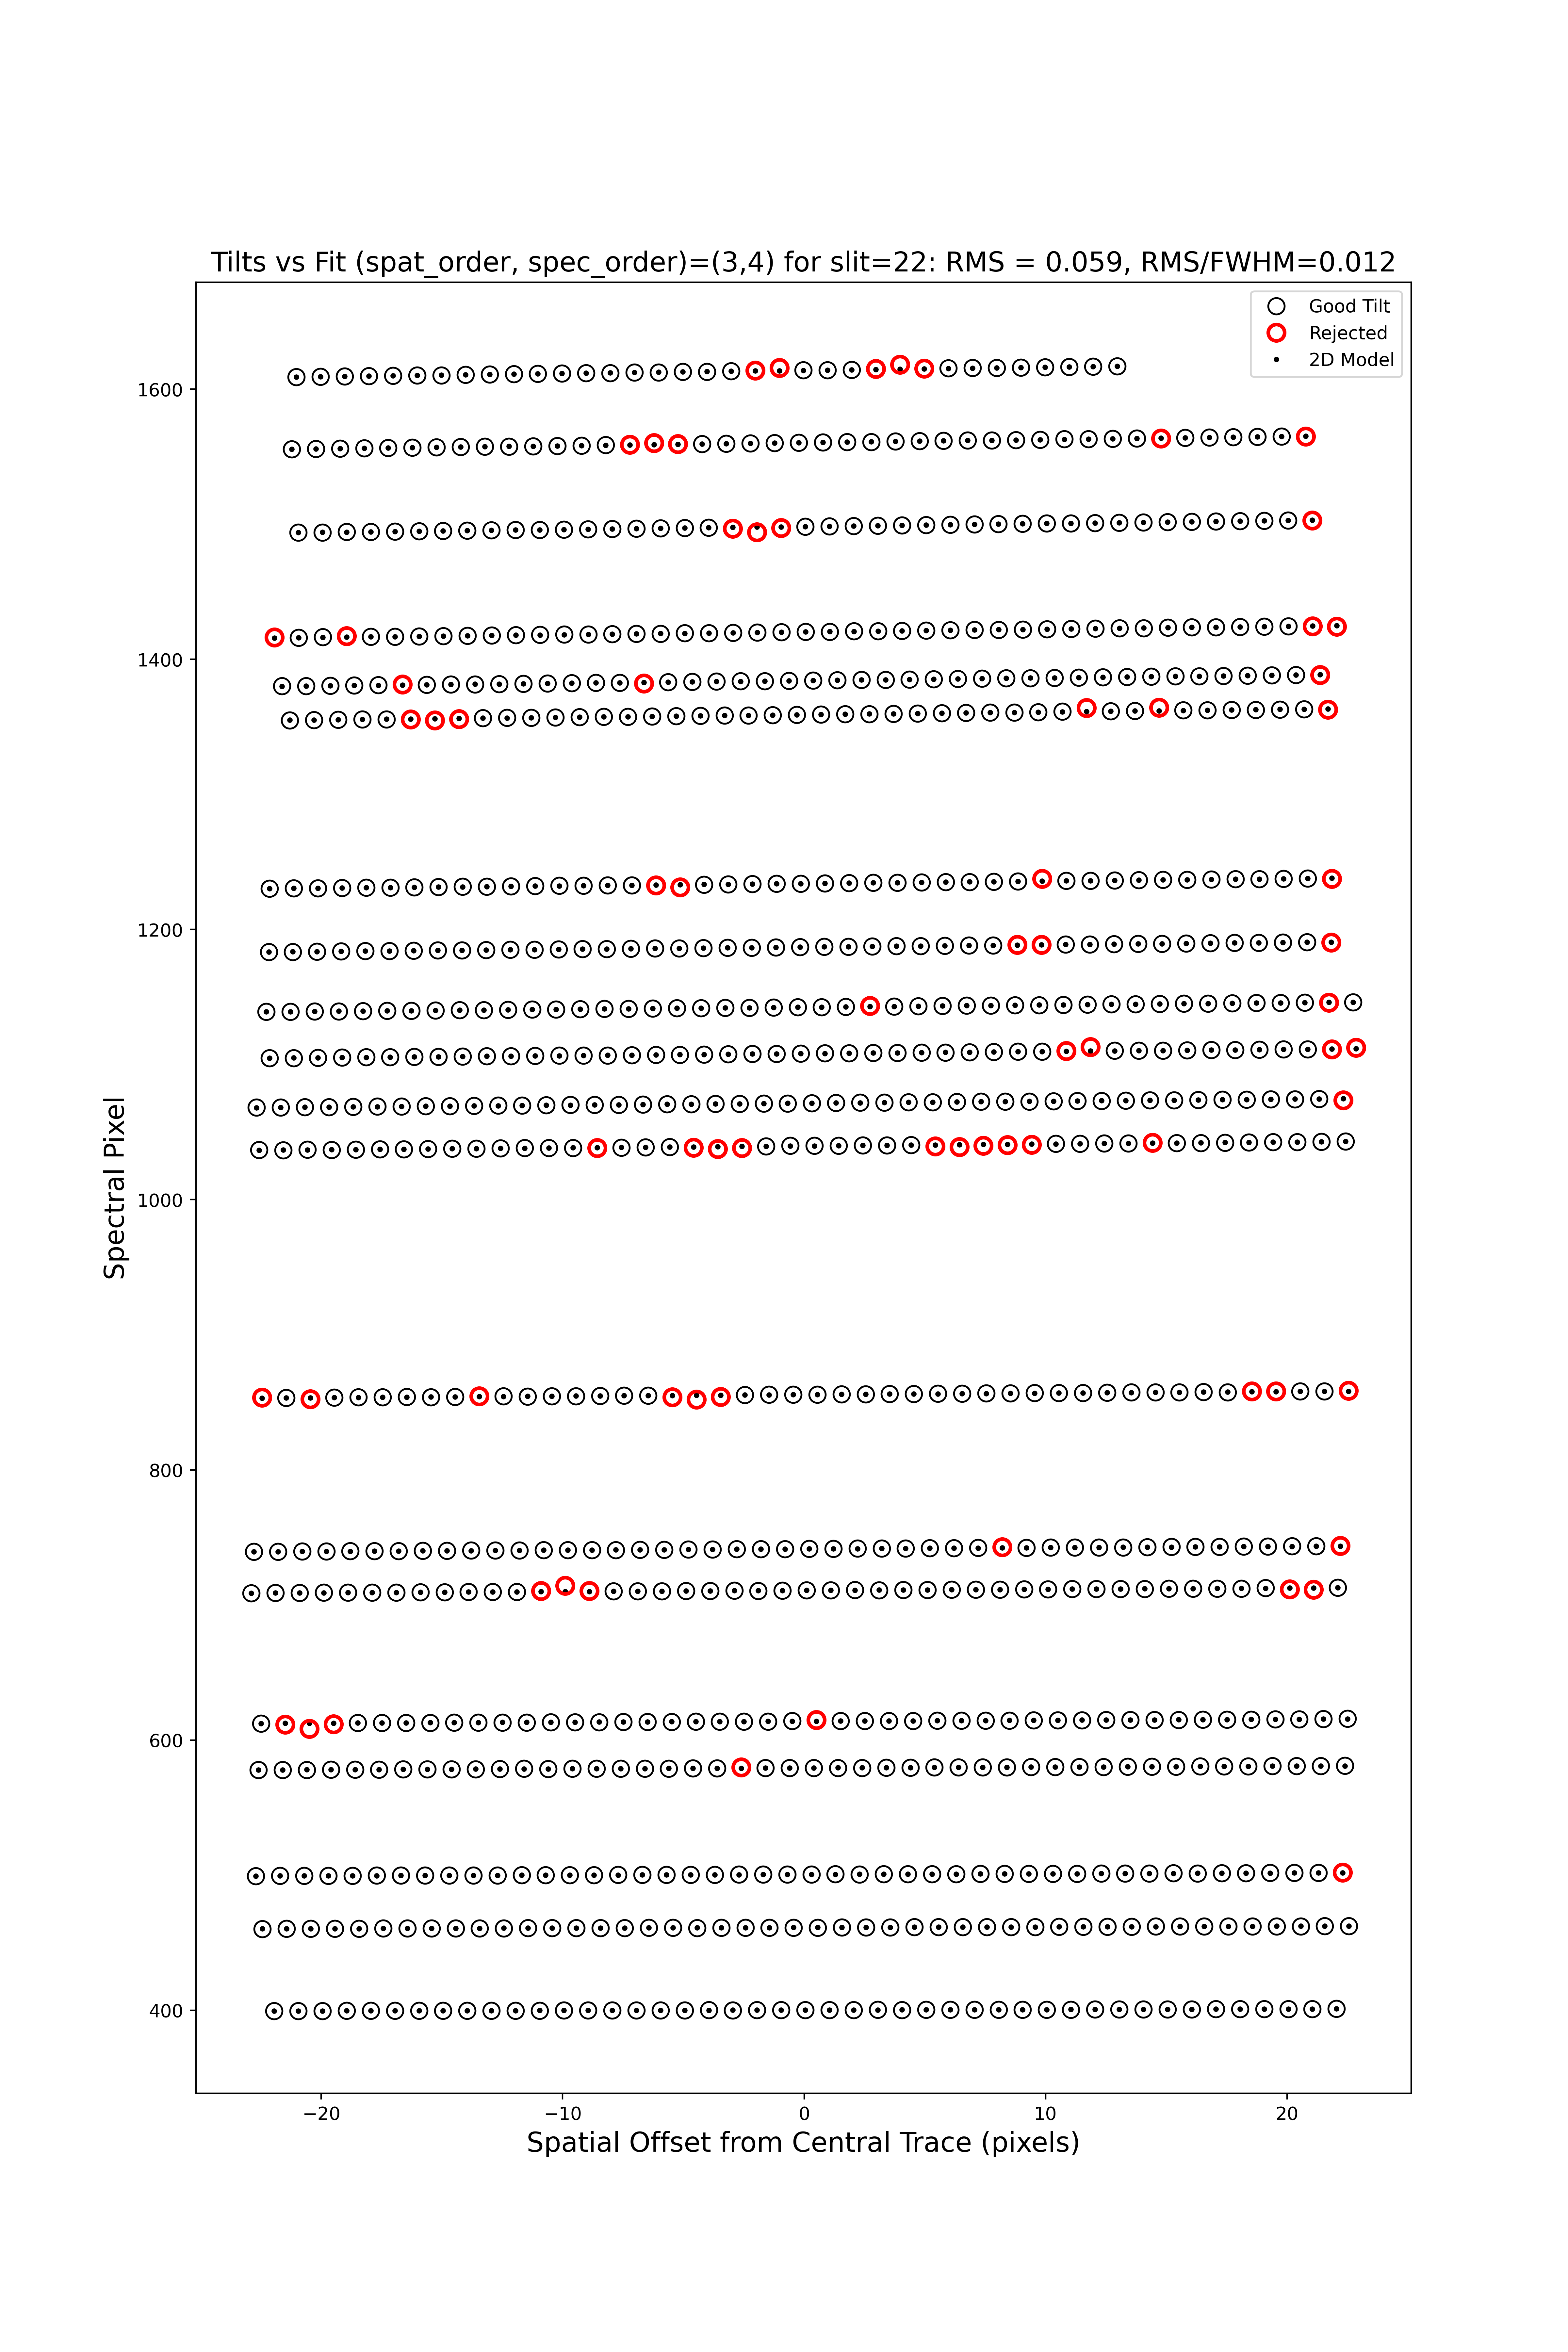 Tilts vs Fit (spat_order, spec_order)=(3,4) for slit=22: RMS = 0.059, RMS/FWHM=0.012
Good Tilt
Rejected
2D Model
1600
1400
1200
1000
800
600
400
Spectral Pixel
−20
−10
0
10
20
Spatial Offset from Central Trace (pixels)